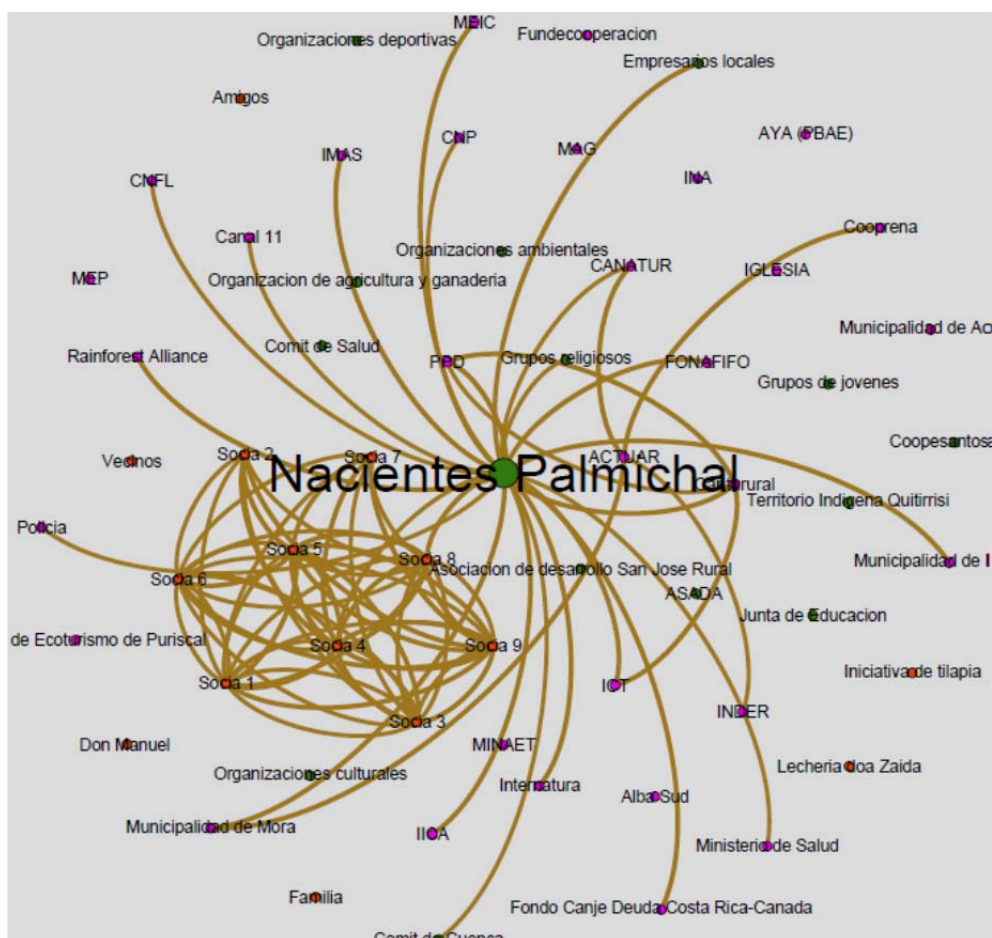 MEIC
Fundecooperacion
Organizaciones deportivas
Empresarios locales
Amigos
AYA (PBAE)
CNP
MAG
IMAS
INA
CNFL
Cooprena
Canal 11
Organizaciones ambientales
CANATUR
IGLESIA
MEP
Organizacion de agricultura y ganaderia
Municipalidad de Ac
Comit de Salud
Rainforest Alliance
PPD
Grupos religiosos
FONAFIFO
Grupos de jovenes
Coopesantosa
Socia 2
Socia 7
ACTUAR
Vecinos
Nacientes Palmichal
Territorio Indigena Quitirrisi
Policia
Socia 5
Socia 8
Municipalidad de I
Asociacion de desarrollo San Jose Rural
Socia 6
ASADA
Junta de Educacion
de Ecoturismo de Puriscal
Socia 4
Socia 9
Iniciativa de tilapia
Socia 1
ICT
INDER
Socia 3
Don Manuel
MINAET
Lecheria doa Zaida
Organizaciones culturales
Internatura
Alba Sud
Municipalidad de Mora
IICA
Ministerio de Salud
Familia
Fondo Canje Deuda Costa Rica-Canada
Comit de Cuenca